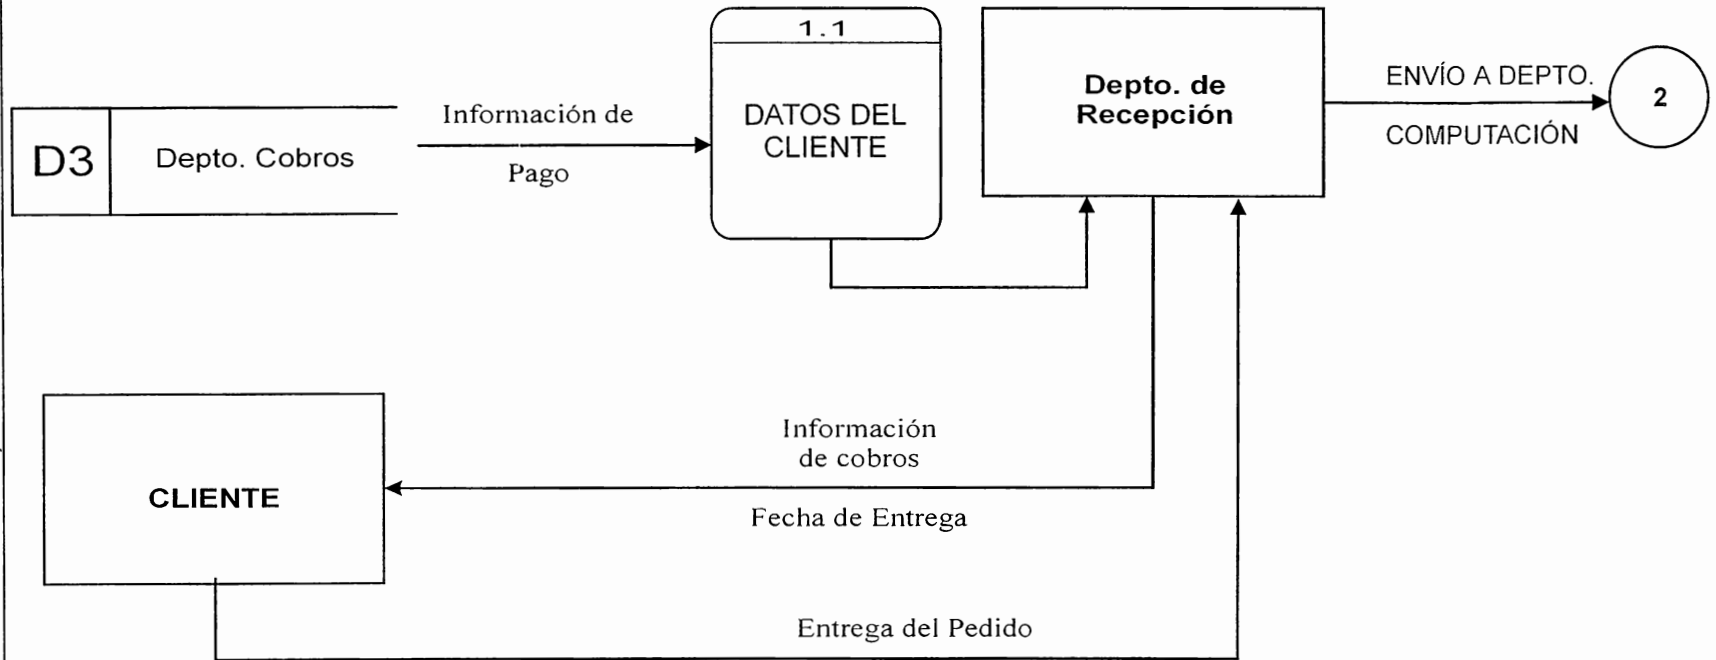 1.1
DATOS DEL
CLIENTE
Depto. de
Recepción
ENVÍO A DEPTO.
COMPUTACIÓN
2
D3
Depto. Cobros
Información de
Pago
Información
de cobros
Fecha de Entrega
CLIENTE
Entrega del Pedido